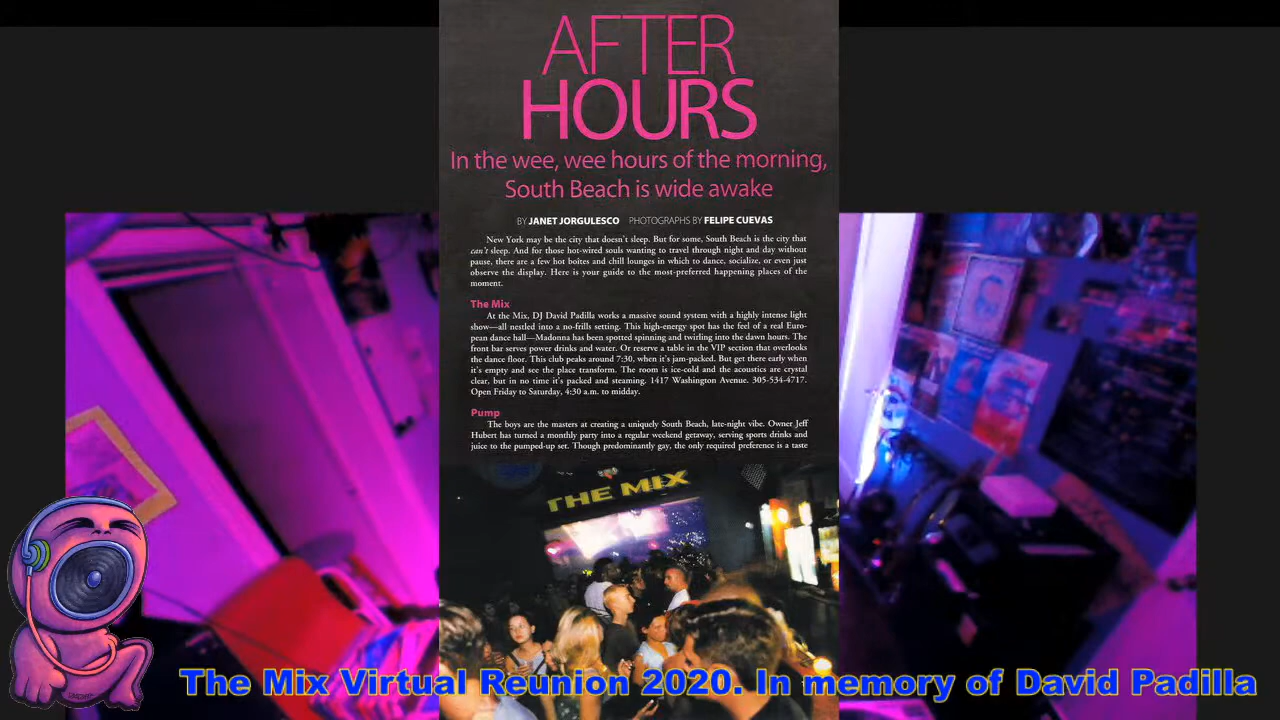 AFTER
HOURS
In the wee, wee hours of the morning,
South Beach is wide awake
BY JANET JORGULESCO PHOTOGRAPHS BY FELIPE CUEVAS
New York may be the city that doesn't sleep. But for some, South Beach is the city that
can't sleep. And for those hot-wired souls wanting to travel through night and day without
pause, there are a few hot boîtes and chill lounges in which to dance, socialize, or even just
observe the display. Here is your guide to the most-preferred happening places of the
moment.
The Mix
At the Mix, DJ David Padilla works a massive sound system with a highly intense light
show—all nestled into a no-frills setting. This high-energy spot has the feel of a real Euro-
pean dance hall—Madonna has been spotted spinning and twirling into the dawn hours. The
front bar serves power drinks and water. Or reserve a table in the VIP section that overlooks
the dance floor. This club peaks around 7:30, when it's jam-packed. But get there early when
it's empty and see the place transform. The room is ice-cold and the acoustics are crystal
clear, but in no time it's packed and steaming. 1417 Washington Avenue. 305-534-4717.
Open Friday to Saturday, 4:30 a.m. to midday.
Pump
The boys are the masters at creating a uniquely South Beach, late-night vibe. Owner Jeff
Hubert has turned a monthly party into a regular weekend getaway, serving sports drinks and
juice to the pumped-up set. Though predominantly gay, the only required preference is a taste
THE MIX
The Mix Virtual Reunion 2020. In memory of David Padilla